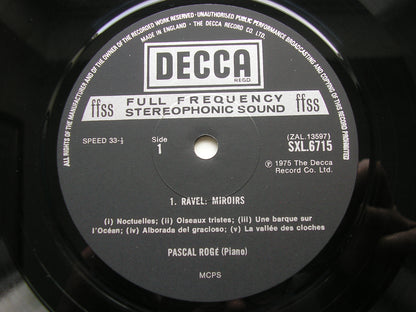 ALL RIGHTS OF THE MANUFACTURER AND OF THE OWNER OF THE RECORDED WORK RESERVED · UNAUTHORISED PUBLIC PERFORMANCE BROADCASTING AND COPYING OF THIS RECORD PROHIBITED
MADE IN ENGLAND · THE DECCA RECORD CO. LTD.
DECCA
REGD
ffss FULL FREQUENCY ffss
STEREOPHONIC SOUND
SPEED 33-⅓
Side
1
(ZAL.13597)
SXL.6715
℗ 1975 The Decca
Record Co. Ltd.
1. RAVEL: MIROIRS
(i) Noctuelles; (ii) Oiseaux tristes; (iii) Une barque sur
l'Océan; (iv) Alborada del gracioso; (v) La vallée des cloches
PASCAL ROGÉ (Piano)
MCPS